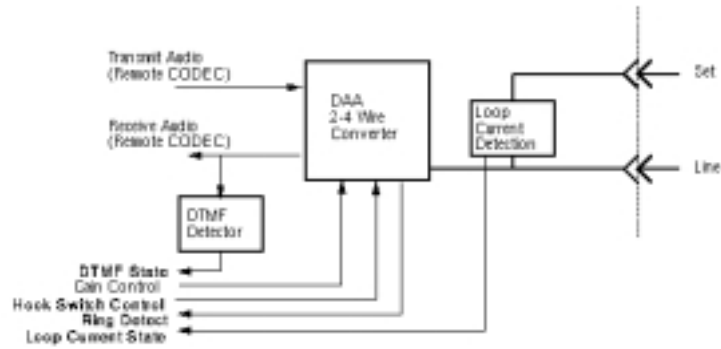 Transmit Audio
(Remote CODEC)
Receive Audio
(Remote CODEC)
DAA
2-4 Wire
Converter
Loop
Current
Detection
Set
Line
DTMF
Detector
DTMF State
Gain Control
Hook Switch Control
Ring Detect
Loop Current State